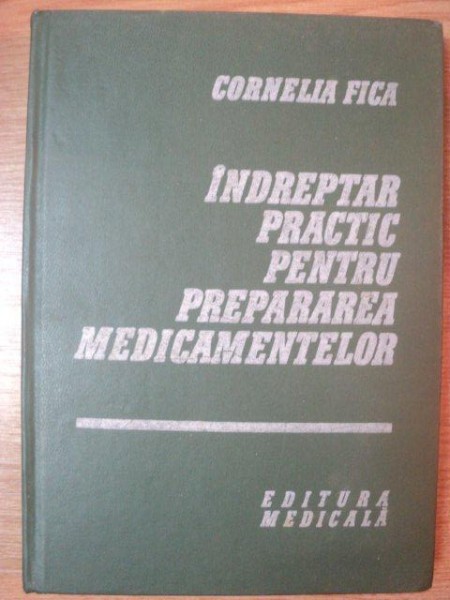 CORNELIA FICA
ÎNDREPTAR
PRACTIC
PENTRU
PREPARAREA
MEDICAMENTELOR
EDITURA
MEDICALĂ